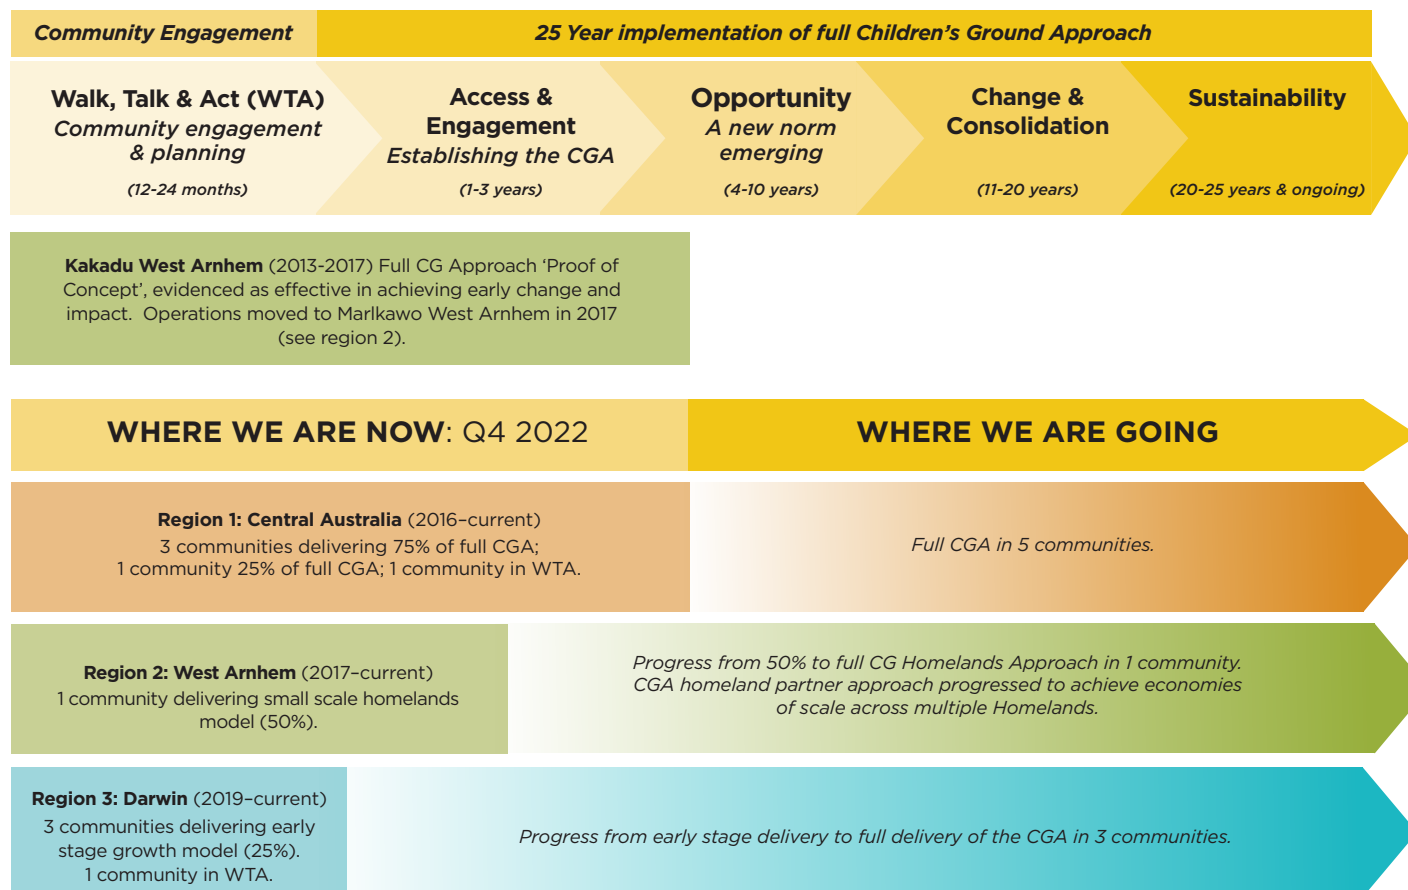 Community Engagement
25 Year implementation of full Children’s Ground Approach
Walk, Talk & Act (WTA)
Community engagement
& planning
(12-24 months)
Access &
Engagement
Establishing the CGA
(1-3 years)
Opportunity
A new norm
emerging
(4-10 years)
Change &
Consolidation
(11-20 years)
Sustainability
(20-25 years & ongoing)
Kakadu West Arnhem (2013-2017) Full CG Approach ‘Proof of
Concept’, evidenced as effective in achieving early change and
impact.  Operations moved to Marlkawo West Arnhem in 2017
(see region 2).
WHERE WE ARE NOW: Q4 2022
WHERE WE ARE GOING
Region 1: Central Australia (2016–current)
3 communities delivering 75% of full CGA;
1 community 25% of full CGA; 1 community in WTA.
Full CGA in 5 communities.
Region 2: West Arnhem (2017–current)
1 community delivering small scale homelands
model (50%).
Progress from 50% to full CG Homelands Approach in 1 community.
CGA homeland partner approach progressed to achieve economies
of scale across multiple Homelands.
Region 3: Darwin (2019–current)
3 communities delivering early
stage growth model (25%).
1 community in WTA.
Progress from early stage delivery to full delivery of the CGA in 3 communities.